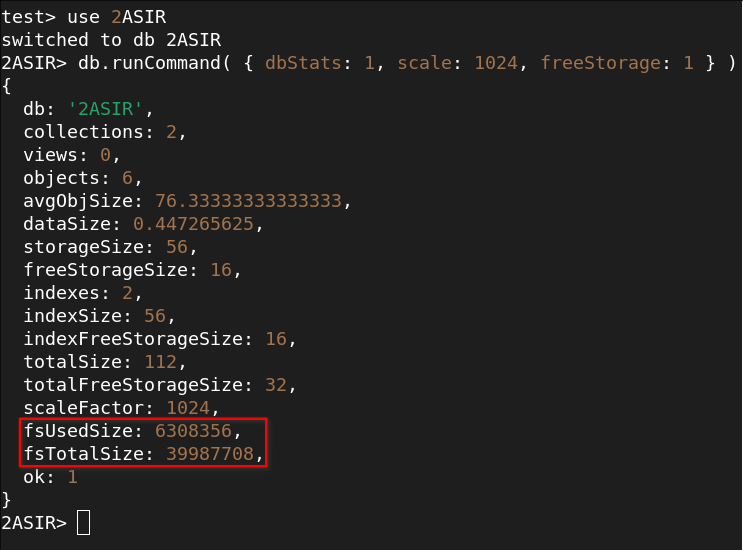 test> use 2ASIR
switched to db 2ASIR
2ASIR> db.runCommand( { dbStats: 1, scale: 1024, freeStorage: 1 } )
{
  db: '2ASIR',
  collections: 2,
  views: 0,
  objects: 6,
  avgObjSize: 76.33333333333333,
  dataSize: 0.447265625,
  storageSize: 56,
  freeStorageSize: 16,
  indexes: 2,
  indexSize: 56,
  indexFreeStorageSize: 16,
  totalSize: 112,
  totalFreeStorageSize: 32,
  scaleFactor: 1024,
  fsUsedSize: 6308356,
  fsTotalSize: 39987708,
  ok: 1
}
2ASIR>